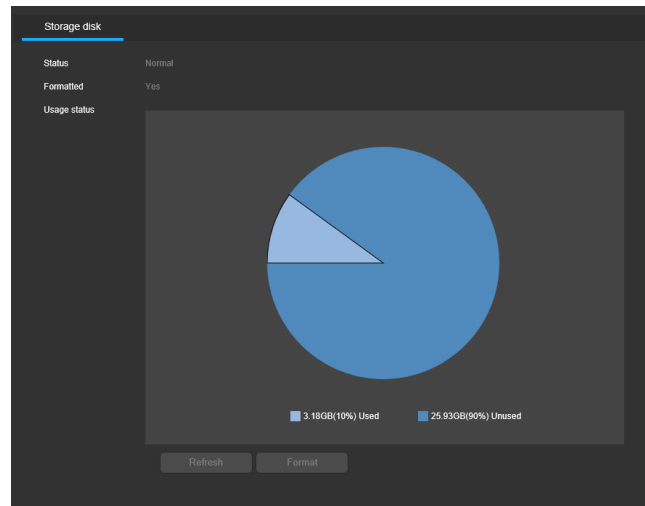 Storage disk
Status Normal
Formatted Yes
Usage status
3.18GB(10%) Used 25.93GB(90%) Unused
Refresh Format